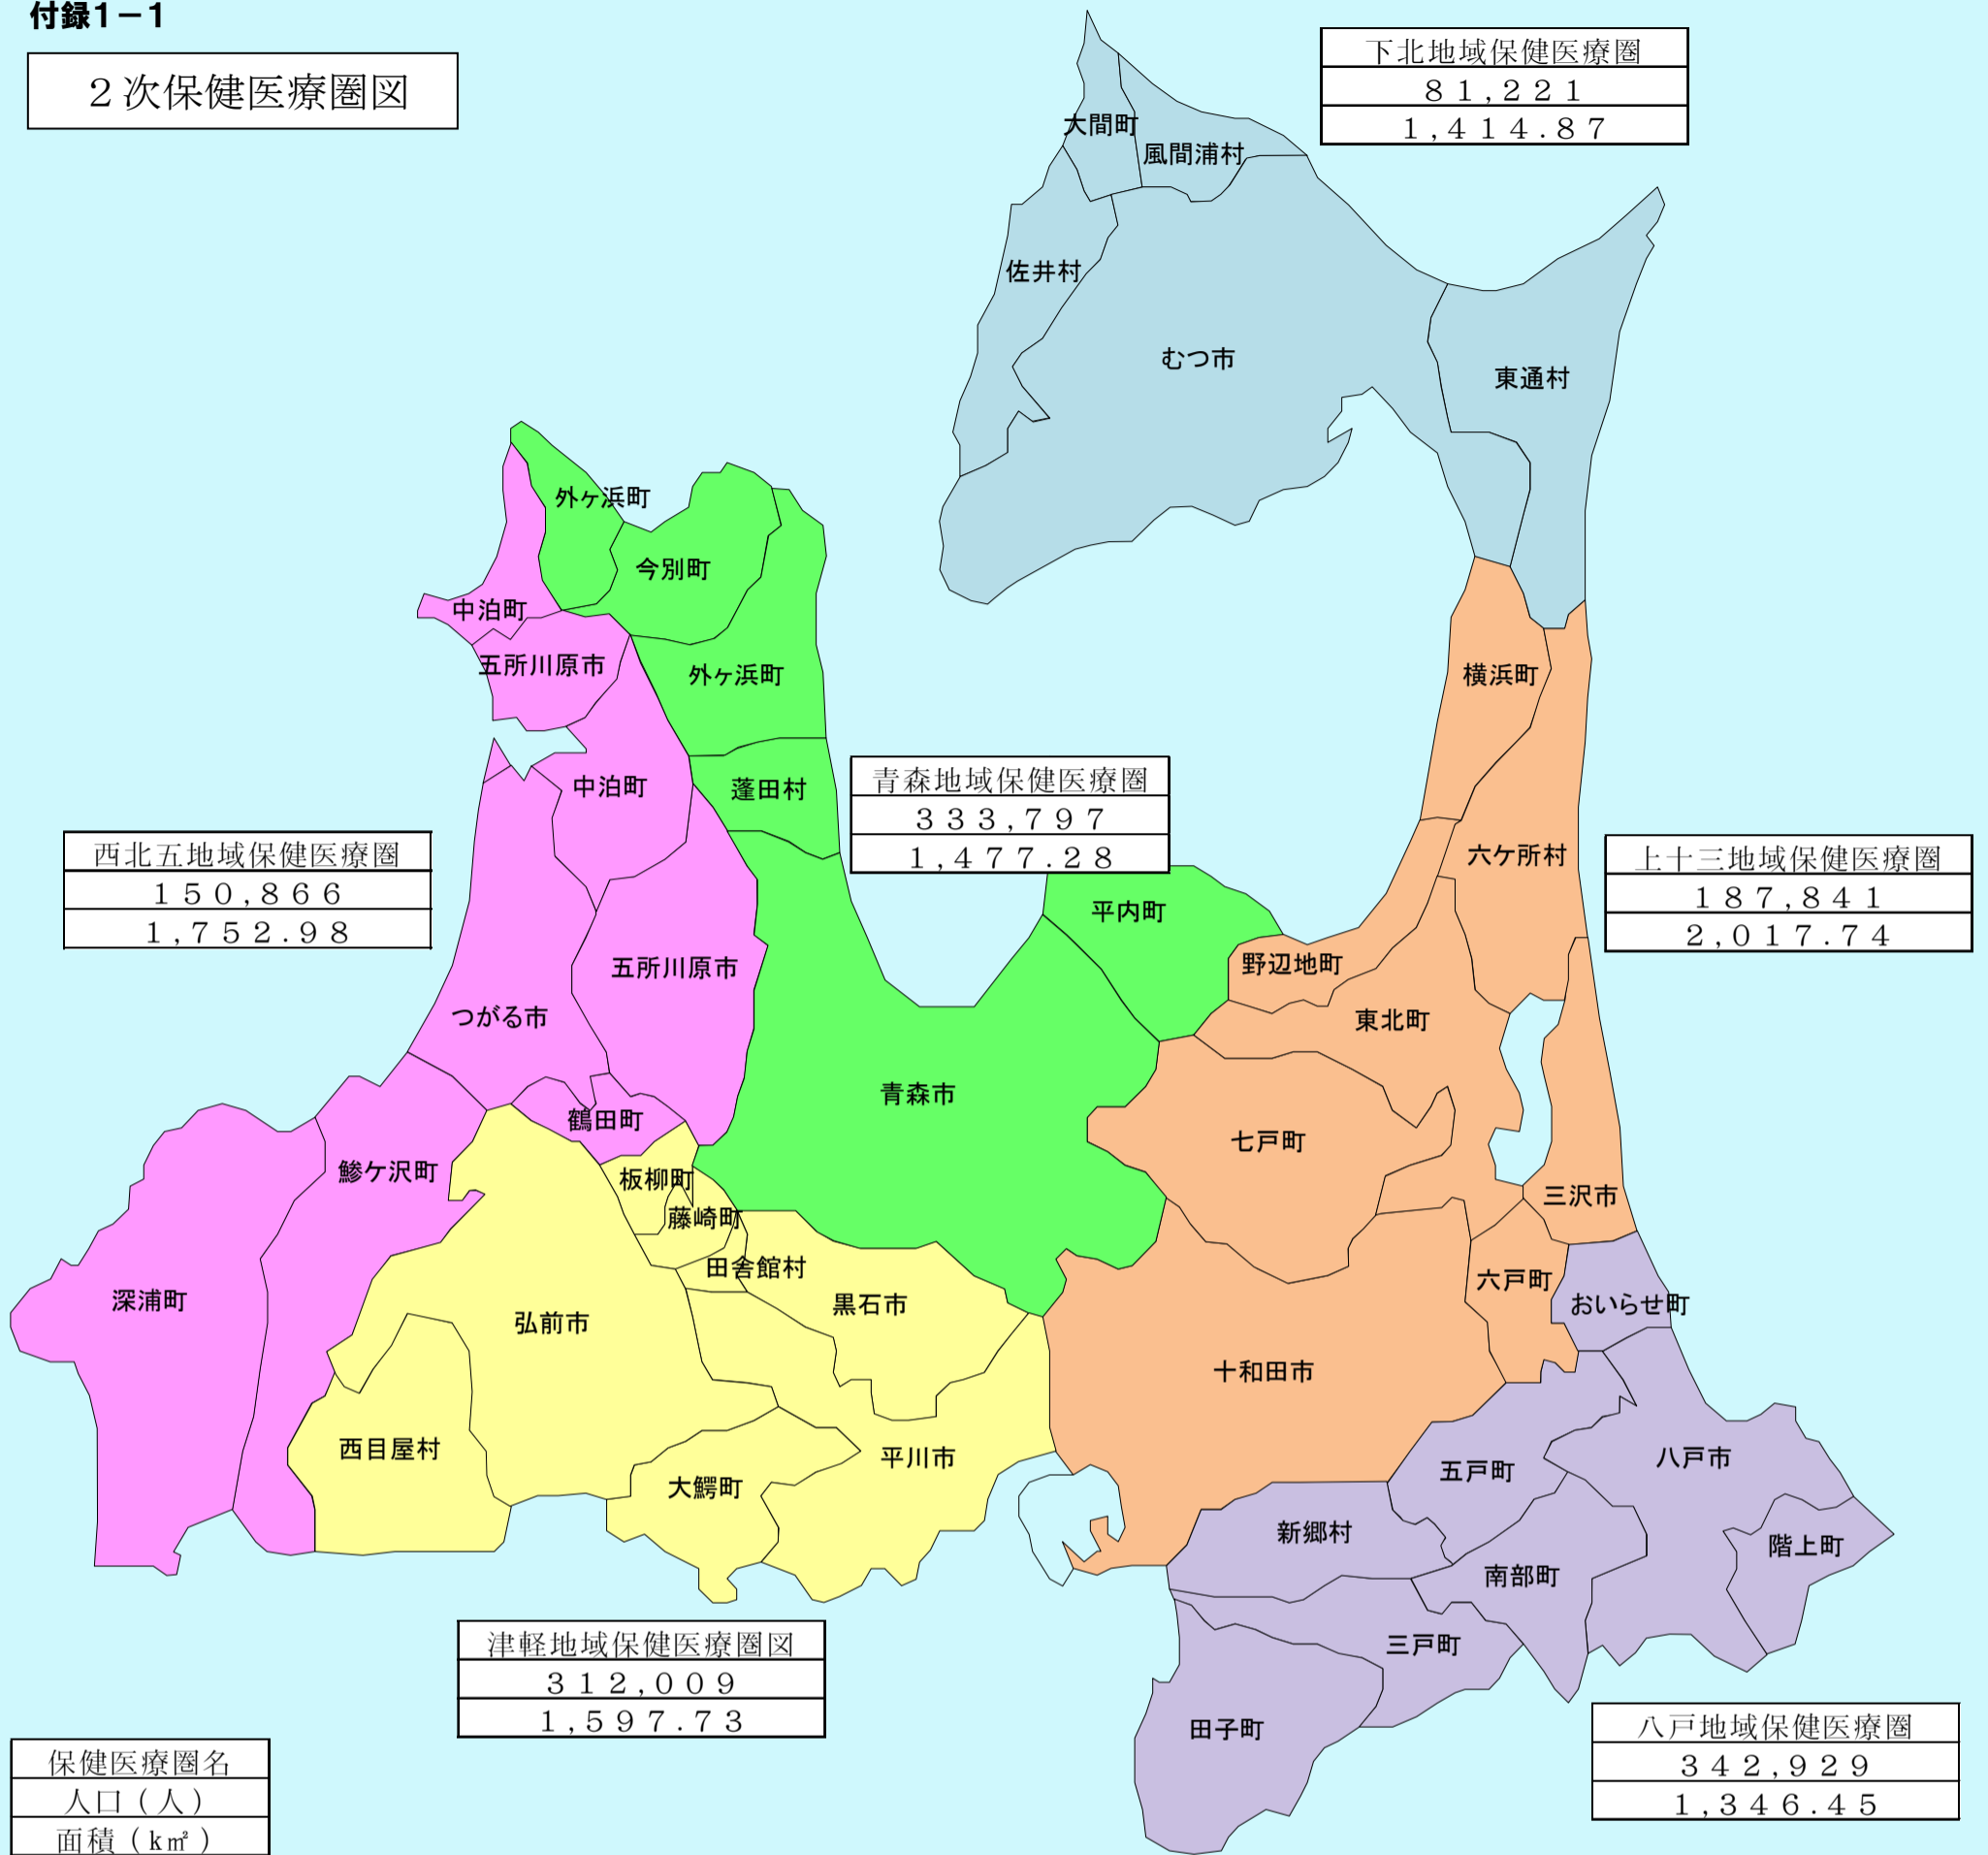 付録1－1
２次保健医療圏図
下北地域保健医療圏
８１,２２１
１,４１４.８７
大間町
風間浦村
佐井村
むつ市
東通村
外ヶ浜町
今別町
中泊町
五所川原市
外ヶ浜町
横浜町
中泊町
蓬田村
青森地域保健医療圏
３３３,７９７
１,４７７.２８
西北五地域保健医療圏
１５０,８６６
１,７５２.９８
六ケ所村
上十三地域保健医療圏
１８７,８４１
２,０１７.７４
平内町
野辺地町
五所川原市
つがる市
東北町
青森市
鶴田町
七戸町
鯵ケ沢町
板柳町
三沢市
藤崎町
田舎館村
六戸町
深浦町
黒石市
おいらせ町
弘前市
十和田市
西目屋村
平川市
八戸市
五戸町
大鰐町
新郷村
階上町
南部町
三戸町
津軽地域保健医療圏図
３１２,００９
１,５９７.７３
田子町
八戸地域保健医療圏
３４２,９２９
１,３４６.４５
保健医療圏名
人口（人）
面積（ｋ㎡）